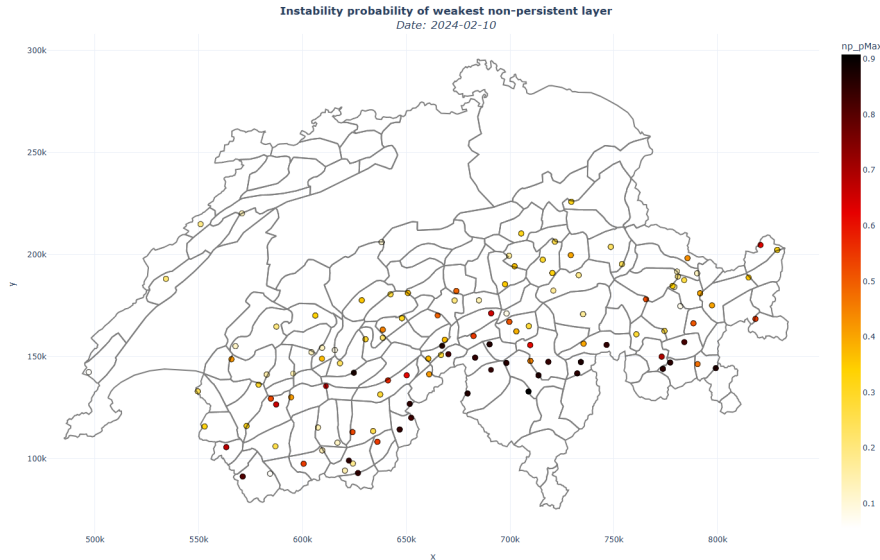 Instability probability of weakest non-persistent layer
Date: 2024-02-10
np_pMax
300k
250k
200k
150k
100k
y
500k
550k
600k
650k
700k
750k
800k
x
0.9
0.8
0.7
0.6
0.5
0.4
0.3
0.2
0.1